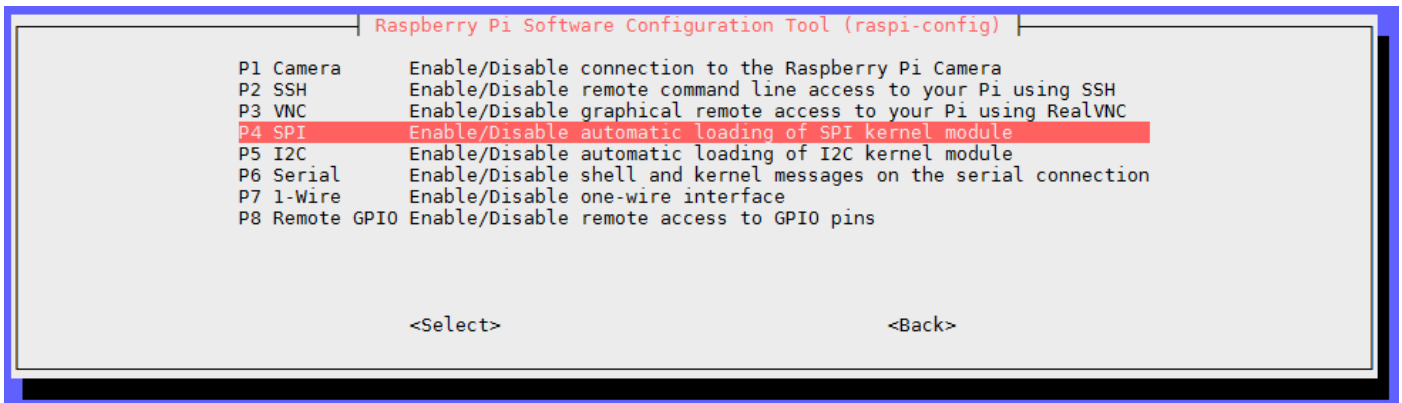 Raspberry Pi Software Configuration Tool (raspi-config)
P1 Camera Enable/Disable connection to the Raspberry Pi Camera
P2 SSH Enable/Disable remote command line access to your Pi using SSH
P3 VNC Enable/Disable graphical remote access to your Pi using RealVNC
P4 SPI Enable/Disable automatic loading of SPI kernel module
P5 I2C Enable/Disable automatic loading of I2C kernel module
P6 Serial Enable/Disable shell and kernel messages on the serial connection
P7 1-Wire Enable/Disable one-wire interface
P8 Remote GPIO Enable/Disable remote access to GPIO pins
<Select> <Back>